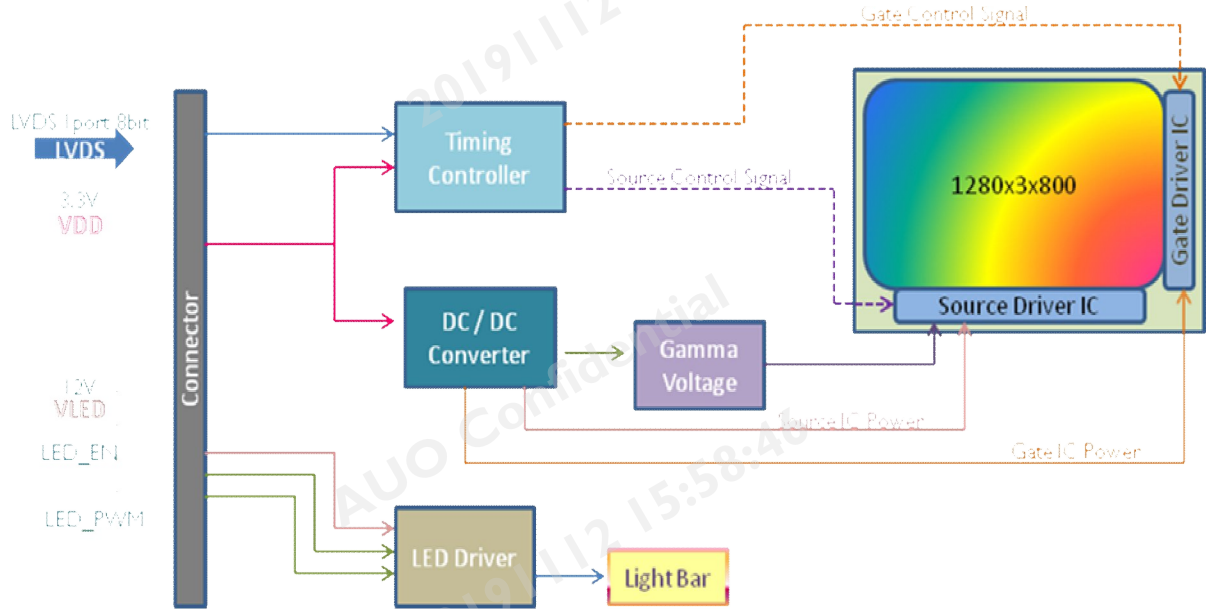 Gate Control Signal
LVDS 1port 8bit
LVDS
3.3V
VDD
Connector
12V
VLED
LED_EN
LED_PWM
Timing
Controller
Source Control Signal
1280x3x800
Gate Driver IC
Source Driver IC
DC / DC
Converter
Gamma
Voltage
Source IC Power
Gate IC Power
LED Driver
Light Bar
AUO Confidential
20191112
20191112 15:58:46